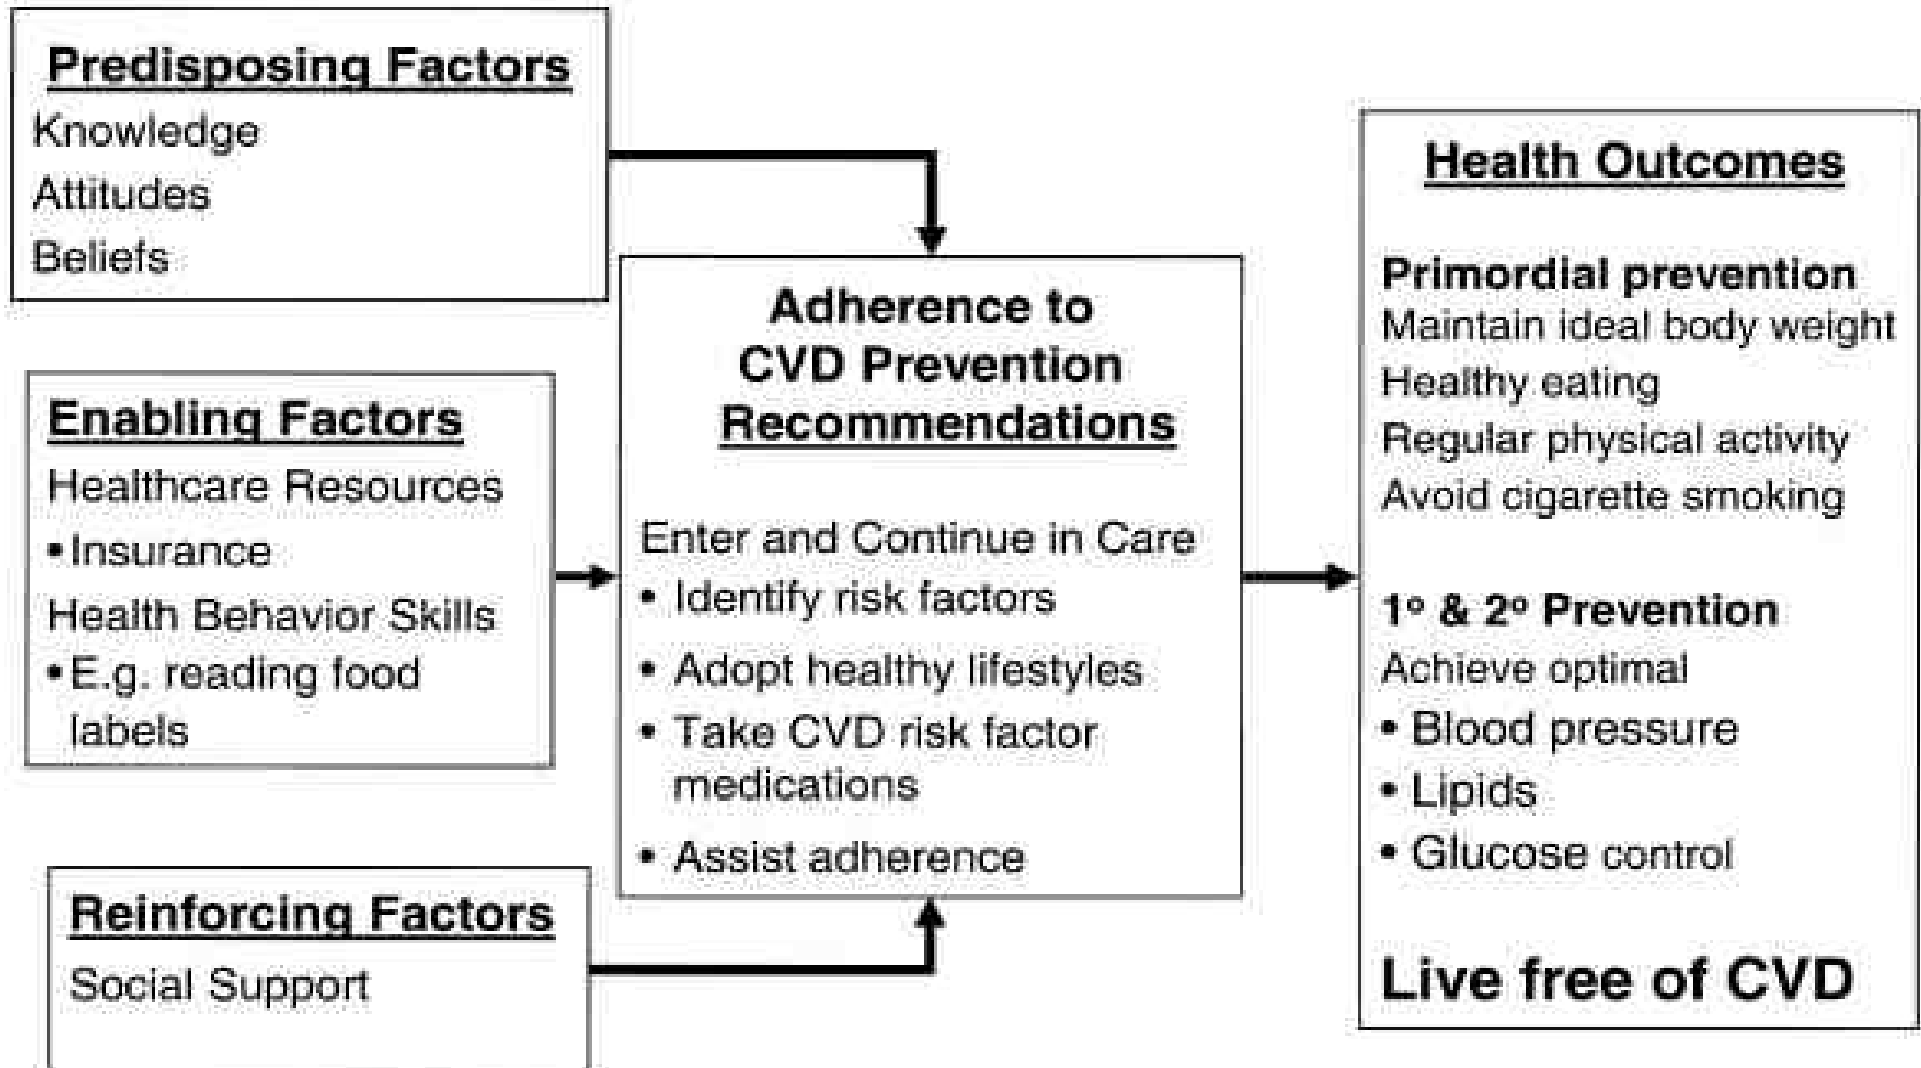 Predisposing Factors
Knowledge
Attitudes
Beliefs
Enabling Factors
Healthcare Resources
• Insurance
Health Behavior Skills
• E.g. reading food
labels
Reinforcing Factors
Social Support
Adherence to
CVD Prevention
Recommendations
Enter and Continue in Care
• Identify risk factors
• Adopt healthy lifestyles
• Take CVD risk factor
medications
• Assist adherence
Health Outcomes
Primordial prevention
Maintain ideal body weight
Healthy eating
Regular physical activity
Avoid cigarette smoking
1º & 2º Prevention
Achieve optimal
• Blood pressure
• Lipids
• Glucose control
Live free of CVD